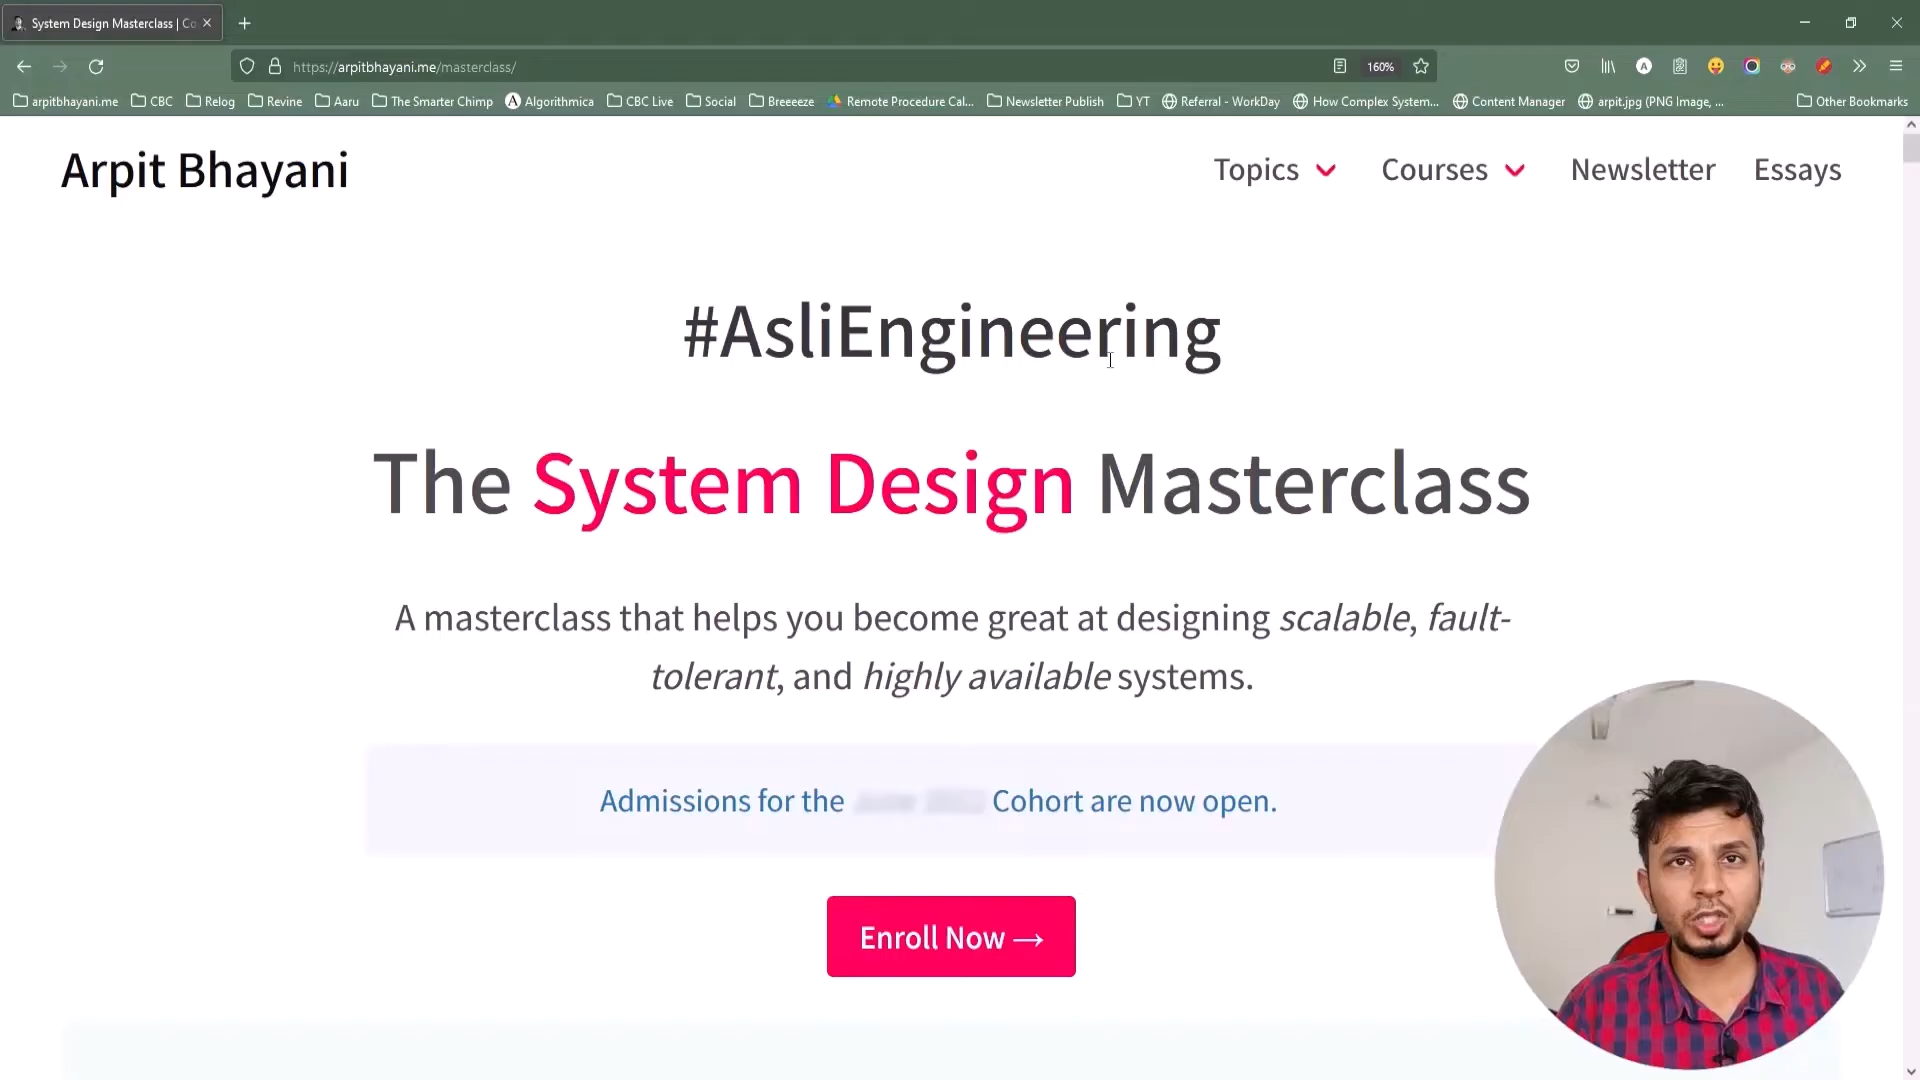 System Design Masterclass | Co
https://arpitbhayani.me/masterclass/
160%
arpitbhayani.me
CBC
Relog
Revine
Aaru
The Smarter Chimp
Algorithmica
CBC Live
Social
Breeeeze
Remote Procedure Cal...
Newsletter Publish
YT
Referral - WorkDay
How Complex System...
Content Manager
arpit.jpg (PNG Image, ...
Other Bookmarks
Arpit Bhayani
Topics
Courses
Newsletter
Essays
#AsliEngineering
The System Design Masterclass
A masterclass that helps you become great at designing scalable, fault-
tolerant, and highly available systems.
Admissions for the Cohort are now open.
Enroll Now →